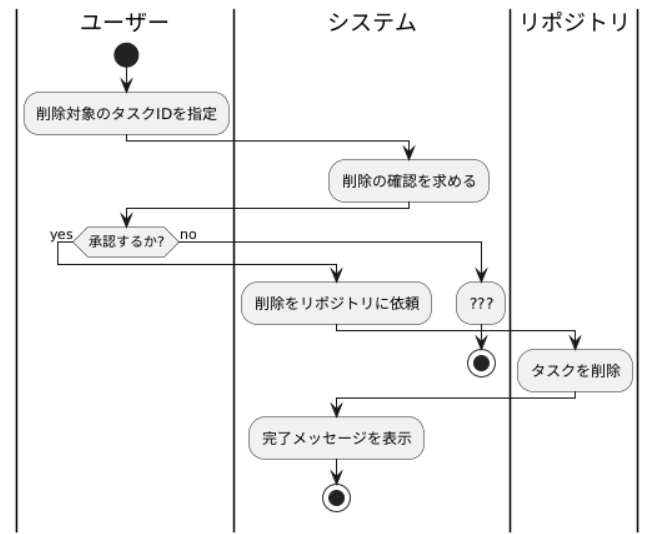 ユーザー
システム
リポジトリ
削除対象のタスクIDを指定
削除の確認を求める
yes
承認するか?
no
削除をリポジトリに依頼
???
タスクを削除
完了メッセージを表示